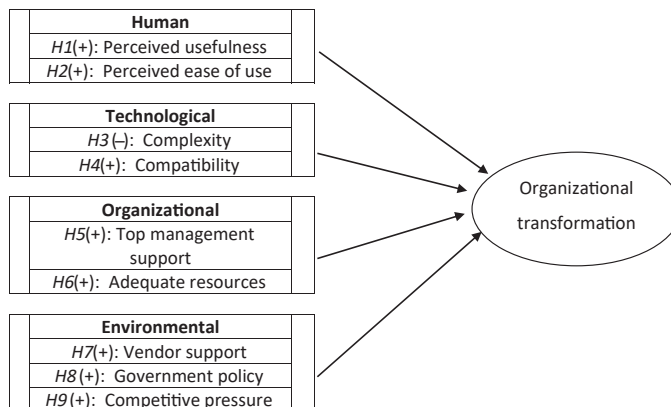 Human
H1(+): Perceived usefulness
H2(+): Perceived ease of use
Technological
H3(–): Complexity
H4(+): Compatibility
Organizational
H5(+): Top management
support
H6(+): Adequate resources
Environmental
H7(+): Vendor support
H8(+): Government policy
H9(+): Competitive pressure
Organizational
transformation